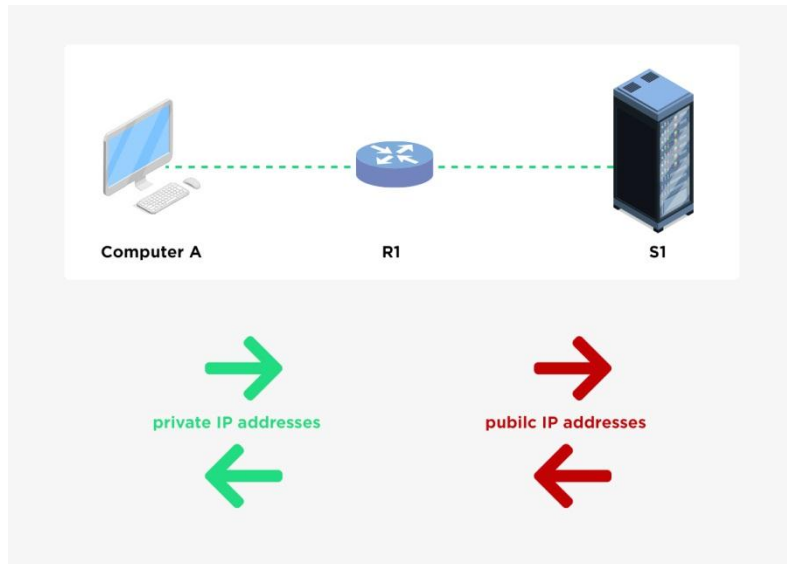 Computer A
R1
S1
private IP addresses
pubilc IP addresses